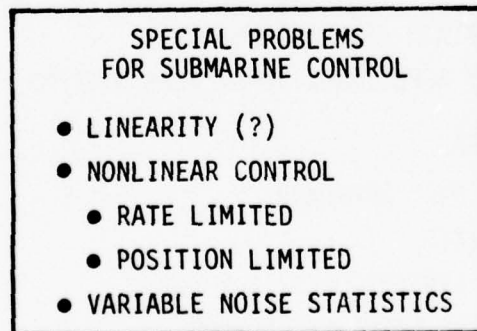 SPECIAL PROBLEMS
FOR SUBMARINE CONTROL
● LINEARITY (?)
● NONLINEAR CONTROL
● RATE LIMITED
● POSITION LIMITED
● VARIABLE NOISE STATISTICS